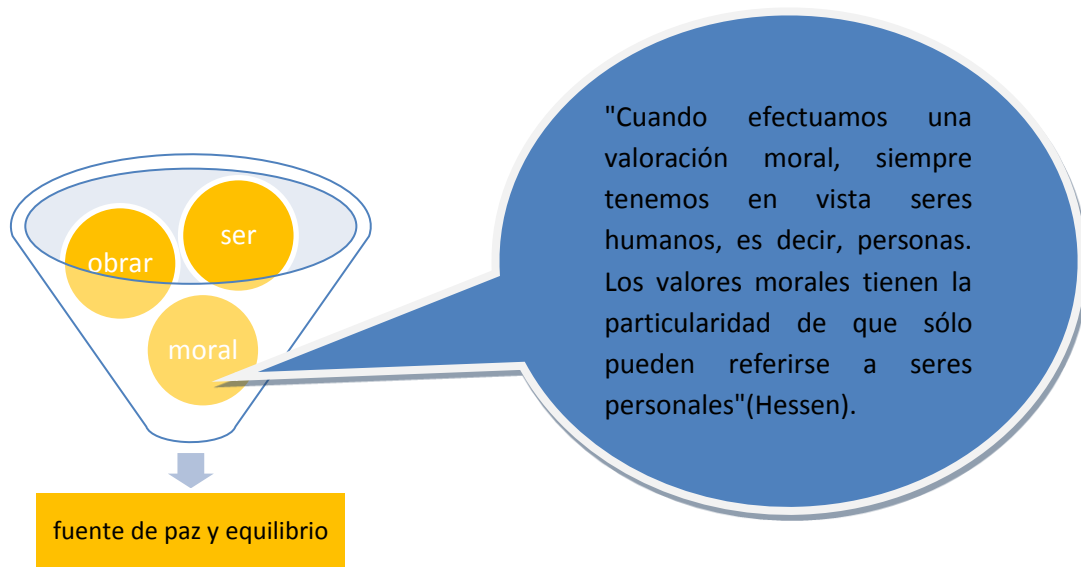 ser
obrar
moral
fuente de paz y equilibrio
"Cuando efectuamos una
valoración moral, siempre
tenemos en vista seres
humanos, es decir, personas.
Los valores morales tienen la
particularidad de que sólo
pueden referirse a seres
personales"(Hessen).